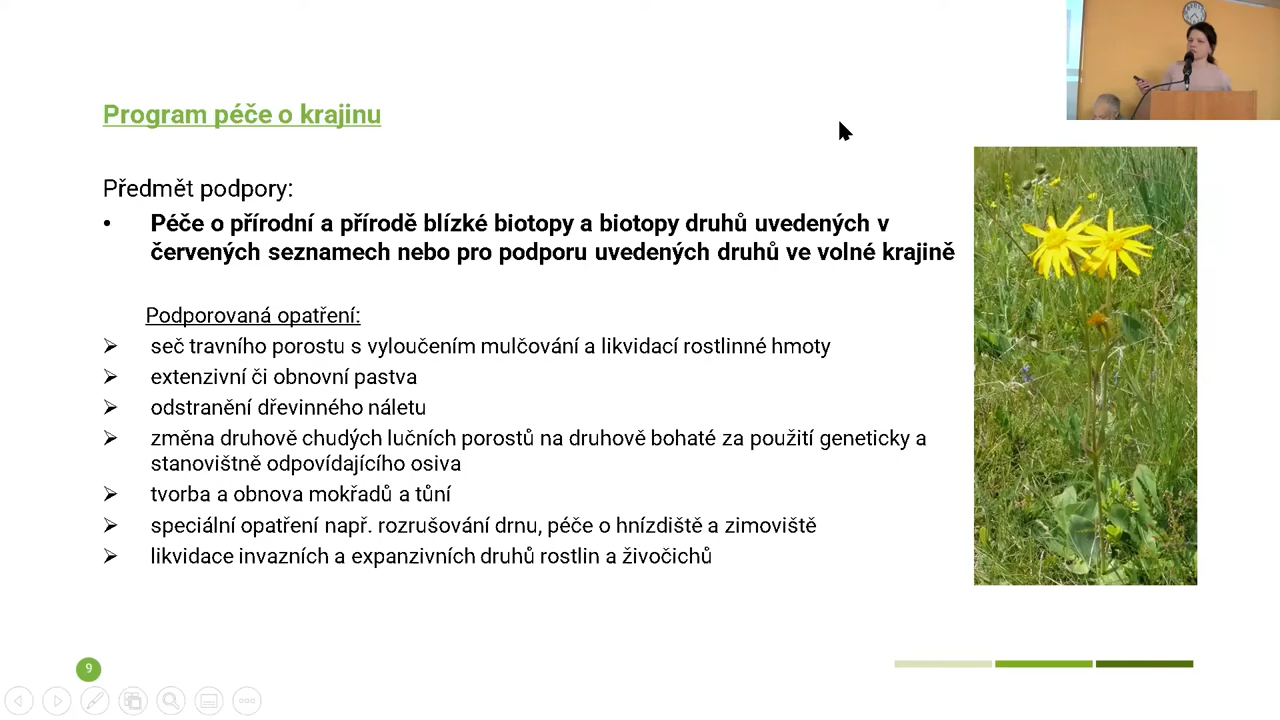 Program péče o krajinu
Předmět podpory:
• Péče o přírodní a přírodě blízké biotopy a biotopy druhů uvedených v
červených seznamech nebo pro podporu uvedených druhů ve volné krajině
Podporovaná opatření:
➢ seč travního porostu s vyloučením mulčování a likvidací rostlinné hmoty
➢ extenzivní či obnovní pastva
➢ odstranění dřevinného náletu
➢ změna druhově chudých lučních porostů na druhově bohaté za použití geneticky a
stanovištně odpovídajícího osiva
➢ tvorba a obnova mokřadů a tůní
➢ speciální opatření např. rozrušování drnu, péče o hnízdiště a zimoviště
➢ likvidace invazních a expanzivních druhů rostlin a živočichů
9